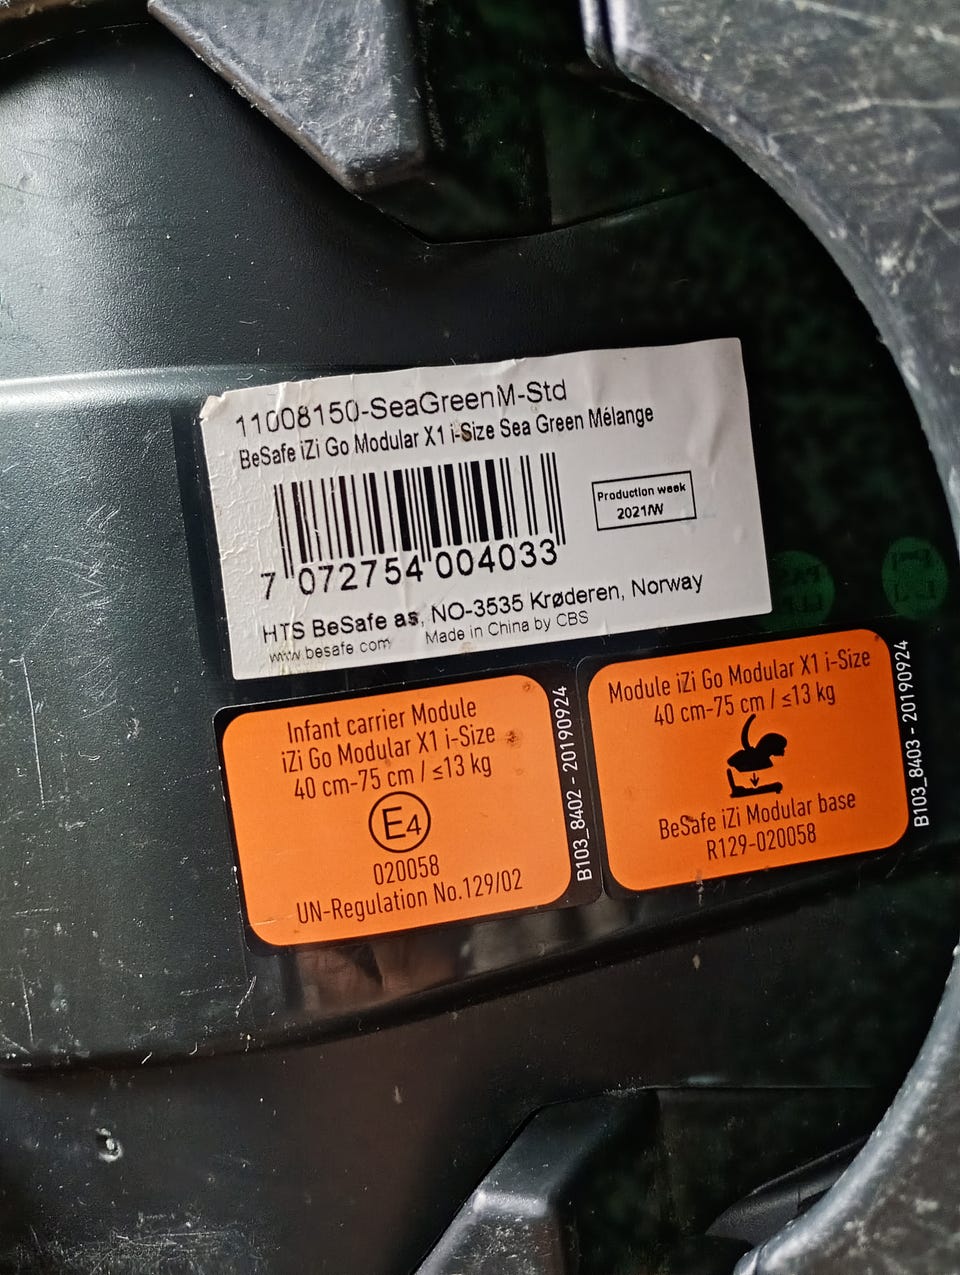 11008150-SeaGreenM-Std
BeSafe iZi Go Modular X1 i-Size Sea Green Mélange
Production week
2021/W
7 072754 004033
HTS BeSafe as, NO-3535 Krøderen, Norway
www.besafe.com Made in China by CBS
Infant carrier Module
iZi Go Modular X1 i-Size
40 cm-75 cm / ≤13 kg
E4
020058
UN-Regulation No.129/02
B103_8402 - 20190924
Module iZi Go Modular X1 i-Size
40 cm-75 cm / ≤13 kg
BeSafe iZi Modular base
R129-020058
B103_8403 - 20190924